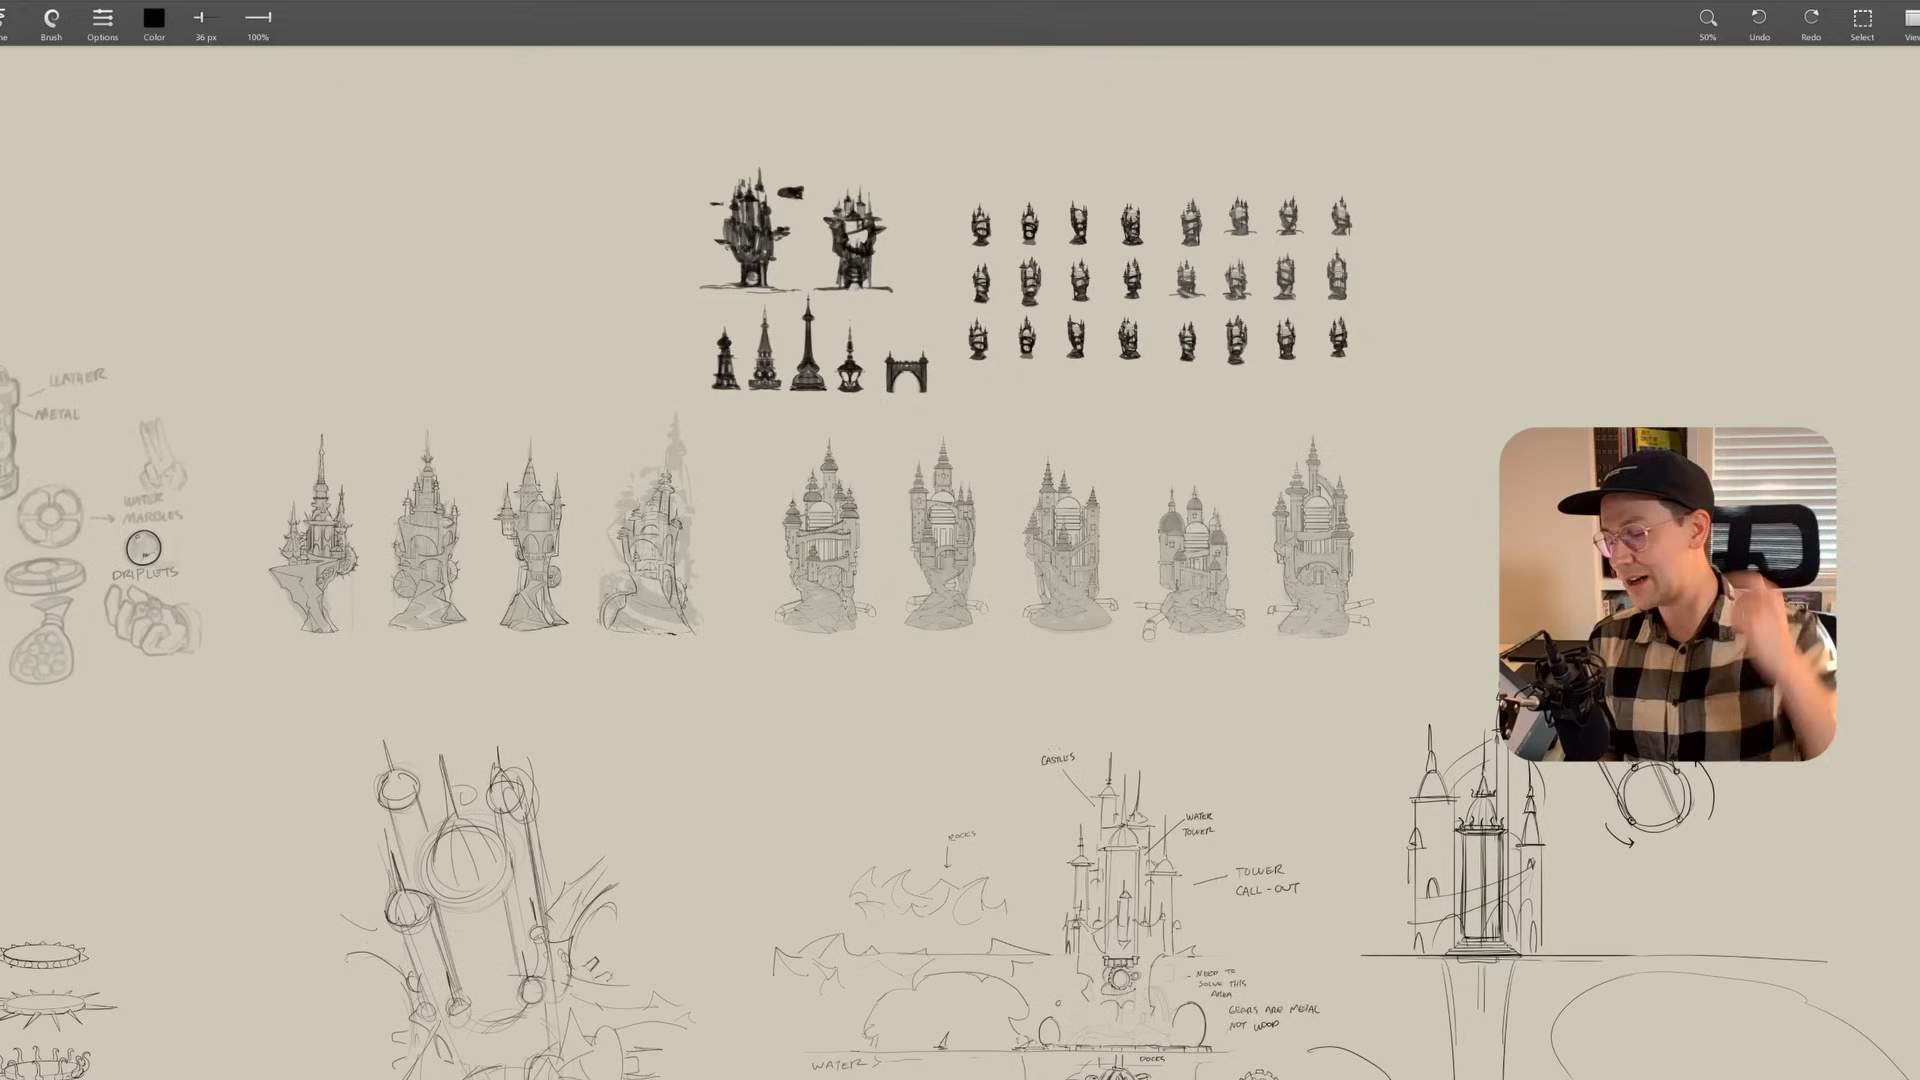 Brush
Options
Color
36 px
100%
50%
Undo
Redo
Select
LEATHER
METAL
WATER
MARBLES
DRIPLETS
CASTLES
ROCKS
WATER
TOWER
TOWER
CALL-OUT
NEED TO
SOLVE THIS
AREA
GEARS ARE METAL
NOT WOOD
WATER
DOCKS